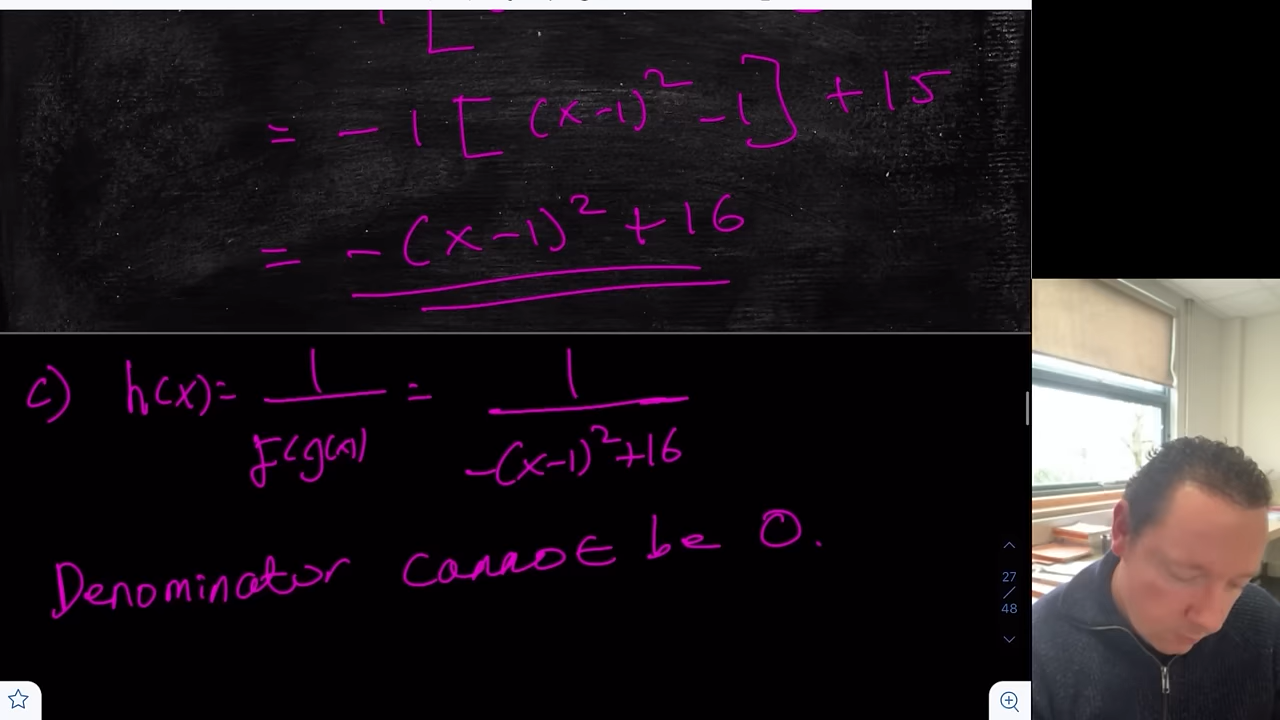 = -1 [ (x-1)² -1 ] + 15
= -(x-1)² + 16
c) h(x) = 1/f(g(x)) = 1/-(x-1)²+16
Denominator cannot be 0.
27
/
48